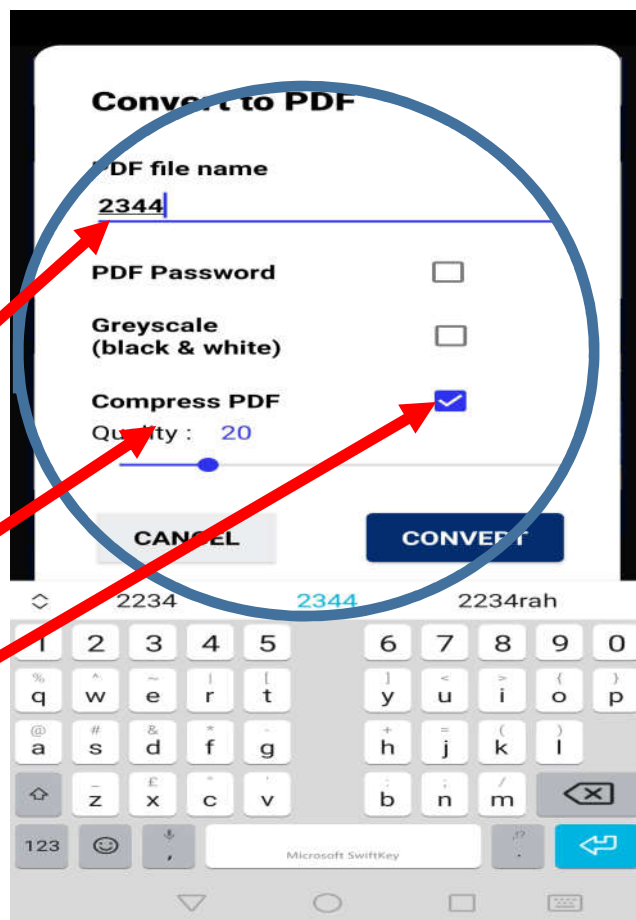 Convert to PDF
PDF file name
2344
PDF Password
Greyscale
(black & white)
Compress PDF
Quality : 20
CANCEL CONVERT
2234 2344 2234rah
1 2 3 4 5 6 7 8 9 0
% ^ ~ | [ ] < > { }
q w e r t y u i o p
@ # & * - + = ( )
a s d f g h j k l
_ £ " ' : ; /
z x c v b n m
123 , Microsoft SwiftKey ,!? .